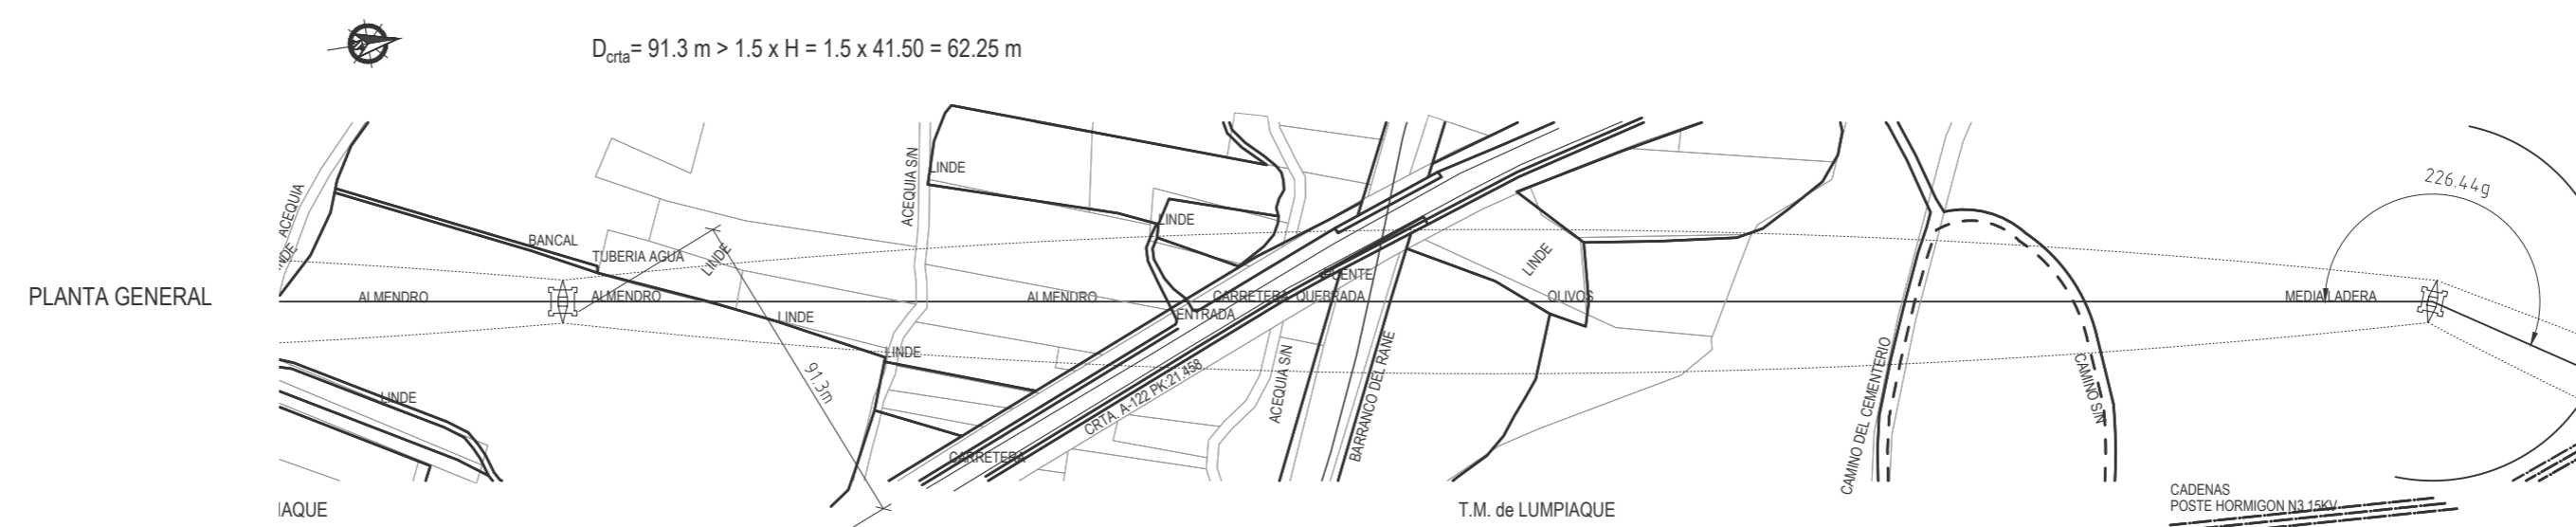 D_crta= 91.3 m > 1.5 x H = 1.5 x 41.50 = 62.25 m
PLANTA GENERAL
ACEQUIA
ALMENDRO
BANCAL
TUBERIA AGUA
LINDE
ALMENDRO
LINDE
LINDE
LINDE
91.3m
ACEQUIA S/N
LINDE
LINDE
ALMENDRO
ENTRADA
CARRETERA QUEBRADA
PUENTE
CRTA. A-122 PK-21.458
CARRETERA
ACEQUIA S/N
BARRANCO DEL RANE
LINDE
OLIVOS
CAMINO DEL CEMENTERIO
CAMINO S/N
MEDIA LADERA
226.44g
CADENAS
POSTE HORMIGON N3 15KV
IAQUE
T.M. de LUMPIAQUE